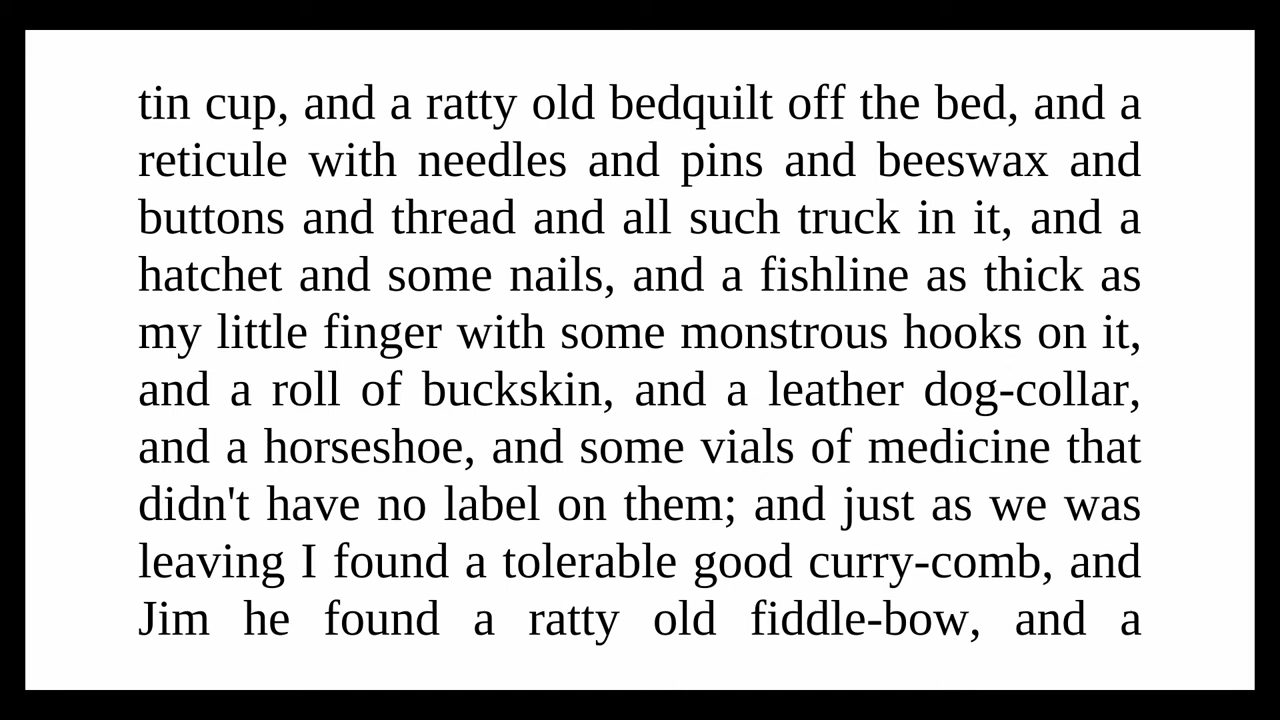 tin cup, and a ratty old bedquilt off the bed, and a
reticule with needles and pins and beeswax and
buttons and thread and all such truck in it, and a
hatchet and some nails, and a fishline as thick as
my little finger with some monstrous hooks on it,
and a roll of buckskin, and a leather dog-collar,
and a horseshoe, and some vials of medicine that
didn't have no label on them; and just as we was
leaving I found a tolerable good curry-comb, and
Jim he found a ratty old fiddle-bow, and a